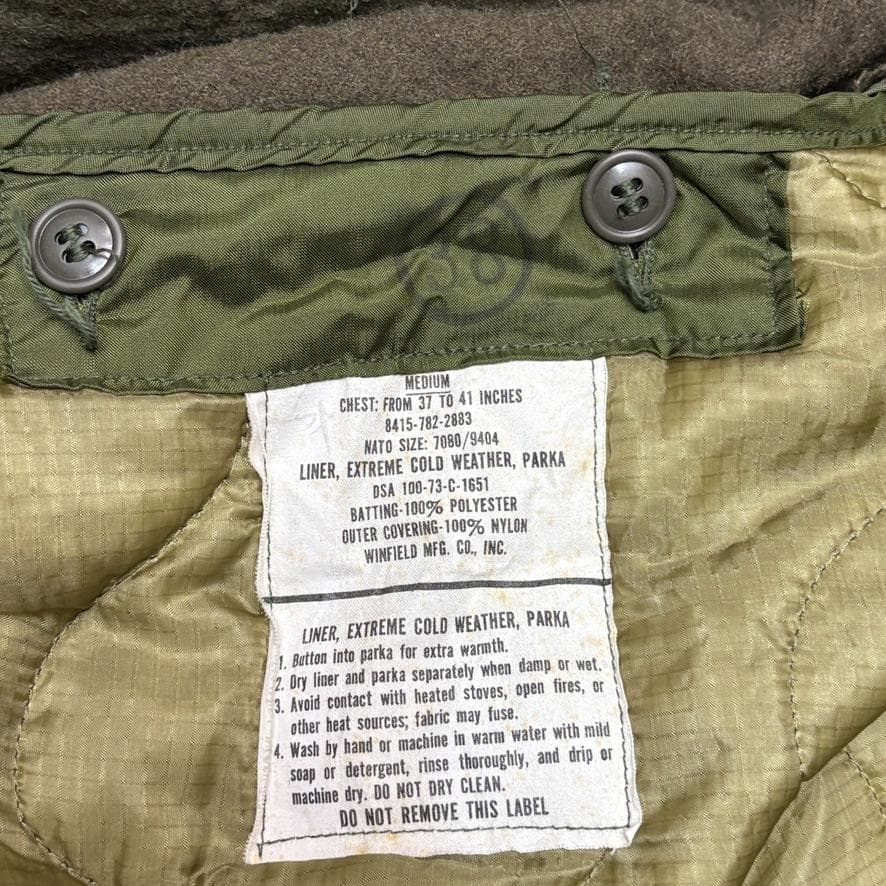 38
MEDIUM
CHEST: FROM 37 TO 41 INCHES
8415-782-2883
NATO SIZE: 7080/9404
LINER, EXTREME COLD WEATHER, PARKA
DSA 100-73-C-1651
BATTING-100% POLYESTER
OUTER COVERING-100% NYLON
WINFIELD MFG. CO., INC.
LINER, EXTREME COLD WEATHER, PARKA
1. Button into parka for extra warmth.
2. Dry liner and parka separately when damp or wet.
3. Avoid contact with heated stoves, open fires, or
other heat sources; fabric may fuse.
4. Wash by hand or machine in warm water with mild
soap or detergent, rinse thoroughly, and drip or
machine dry. DO NOT DRY CLEAN.
DO NOT REMOVE THIS LABEL